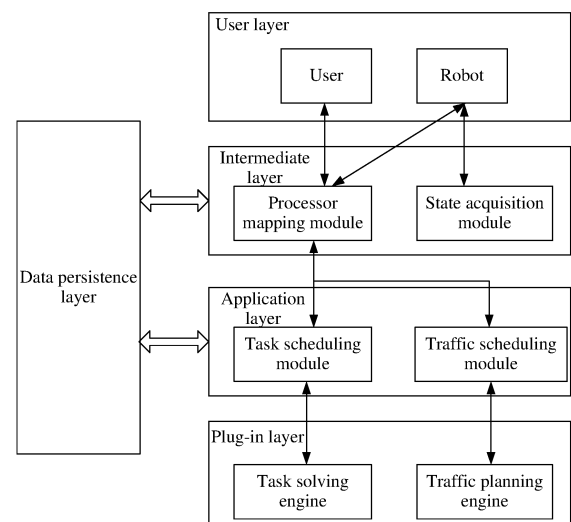 User layer
User
Robot
Intermediate
layer
Processor
mapping module
State acquisition
module
Data persistence
layer
Application
layer
Task scheduling
module
Traffic scheduling
module
Plug-in layer
Task solving
engine
Traffic planning
engine